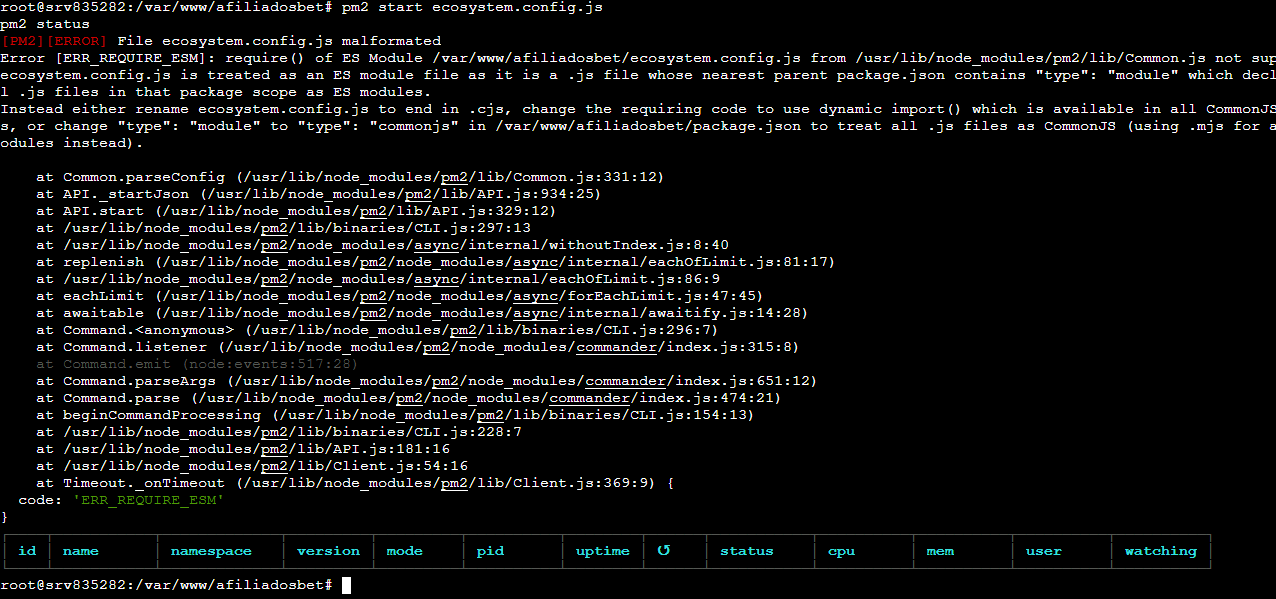 root@srv835282:/var/www/afiliadosbet# pm2 start ecosystem.config.js
pm2 status
[PM2][ERROR] File ecosystem.config.js malformated
Error [ERR_REQUIRE_ESM]: require() of ES Module /var/www/afiliadosbet/ecosystem.config.js from /usr/lib/node_modules/pm2/lib/Common.js not sup
ecosystem.config.js is treated as an ES module file as it is a .js file whose nearest parent package.json contains "type": "module" which decl
l .js files in that package scope as ES modules.
Instead either rename ecosystem.config.js to end in .cjs, change the requiring code to use dynamic import() which is available in all CommonJS
s, or change "type": "module" to "type": "commonjs" in /var/www/afiliadosbet/package.json to treat all .js files as CommonJS (using .mjs for a
odules instead).
at Common.parseConfig (/usr/lib/node_modules/pm2/lib/Common.js:331:12)
at API._startJson (/usr/lib/node_modules/pm2/lib/API.js:934:25)
at API.start (/usr/lib/node_modules/pm2/lib/API.js:329:12)
at /usr/lib/node_modules/pm2/lib/binaries/CLI.js:297:13
at /usr/lib/node_modules/pm2/node_modules/async/internal/withoutIndex.js:8:40
at replenish (/usr/lib/node_modules/pm2/node_modules/async/internal/eachOfLimit.js:81:17)
at /usr/lib/node_modules/pm2/node_modules/async/internal/eachOfLimit.js:86:9
at eachLimit (/usr/lib/node_modules/pm2/node_modules/async/forEachLimit.js:47:45)
at awaitable (/usr/lib/node_modules/pm2/node_modules/async/internal/awaitify.js:14:28)
at Command.<anonymous> (/usr/lib/node_modules/pm2/lib/binaries/CLI.js:296:7)
at Command.listener (/usr/lib/node_modules/pm2/node_modules/commander/index.js:315:8)
at Command.emit (node:events:517:28)
at Command.parseArgs (/usr/lib/node_modules/pm2/node_modules/commander/index.js:651:12)
at Command.parse (/usr/lib/node_modules/pm2/node_modules/commander/index.js:474:21)
at beginCommandProcessing (/usr/lib/node_modules/pm2/lib/binaries/CLI.js:154:13)
at /usr/lib/node_modules/pm2/lib/binaries/CLI.js:228:7
at /usr/lib/node_modules/pm2/lib/API.js:181:16
at /usr/lib/node_modules/pm2/lib/Client.js:54:16
at Timeout._onTimeout (/usr/lib/node_modules/pm2/lib/Client.js:369:9) {
code: 'ERR_REQUIRE_ESM'
}
id name namespace version mode pid uptime ↺ status cpu mem user watching
root@srv835282:/var/www/afiliadosbet#